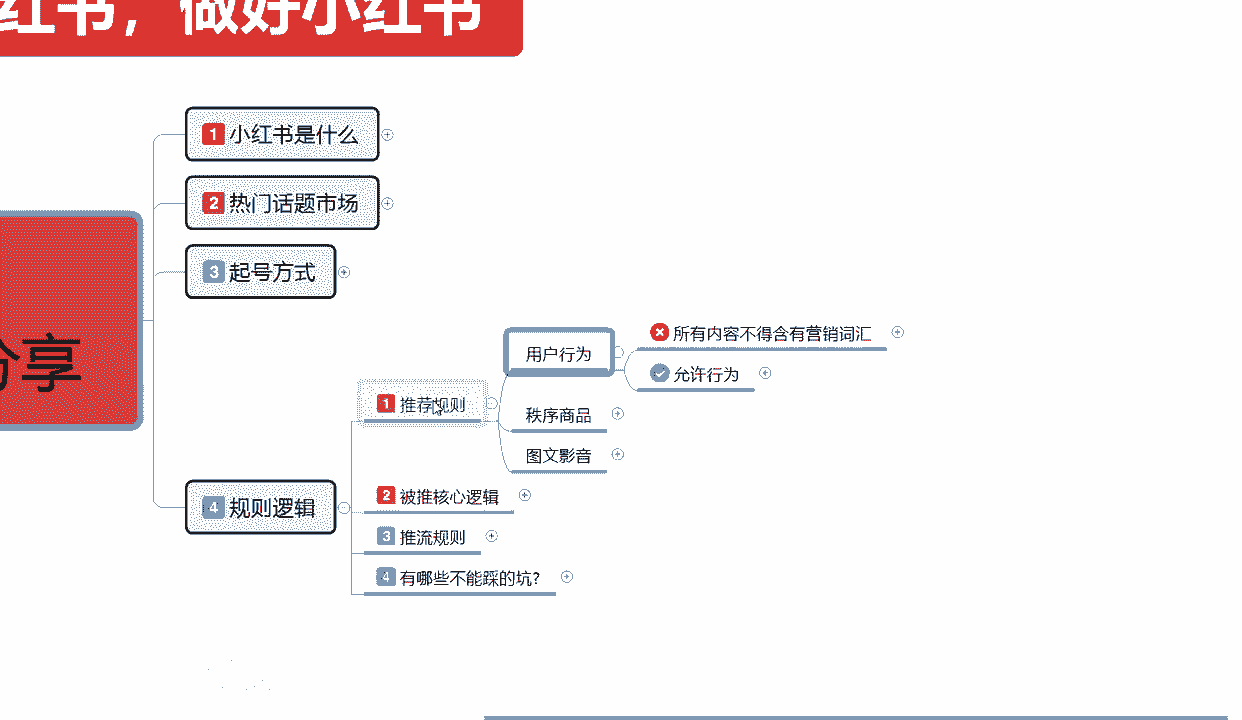 红书，做好小红书
1 小红书是什么
2 热门话题市场
3 起号方式
分享
4 规则逻辑
1 推荐规则
用户行为
所有内容不得含有营销词汇
允许行为
秩序商品
图文影音
2 被推核心逻辑
3 推流规则
4 有哪些不能踩的坑?